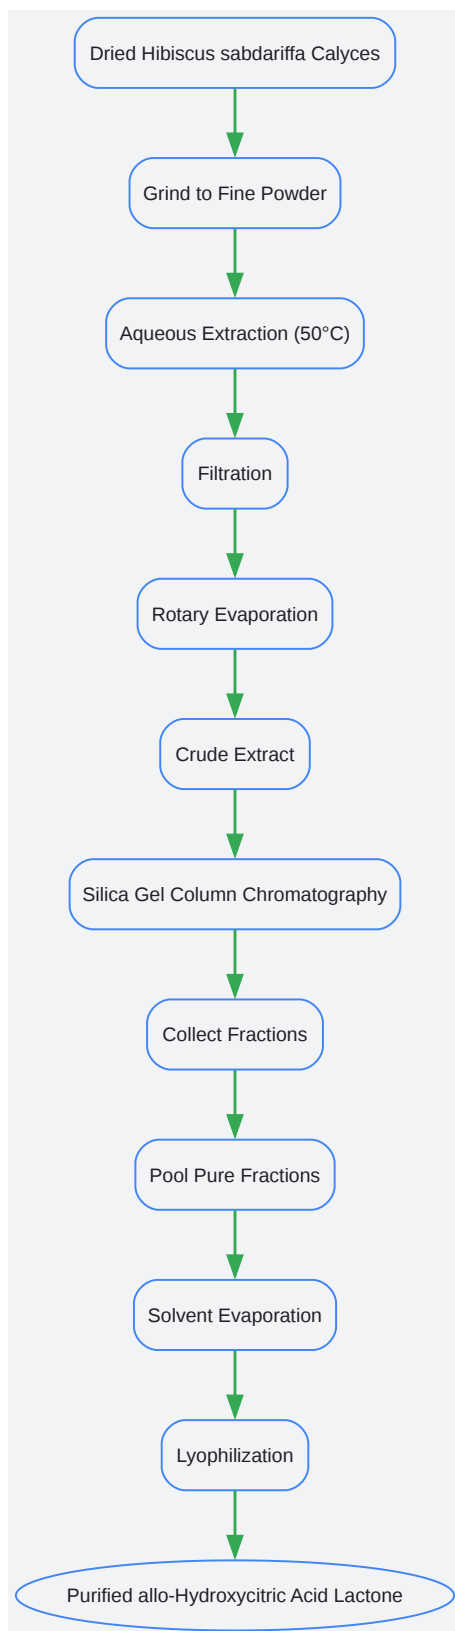 Dried Hibiscus sabdariffa Calyces
Grind to Fine Powder
Aqueous Extraction (50°C)
Filtration
Rotary Evaporation
Crude Extract
Silica Gel Column Chromatography
Collect Fractions
Pool Pure Fractions
Solvent Evaporation
Lyophilization
Purified allo-Hydroxycitric Acid Lactone